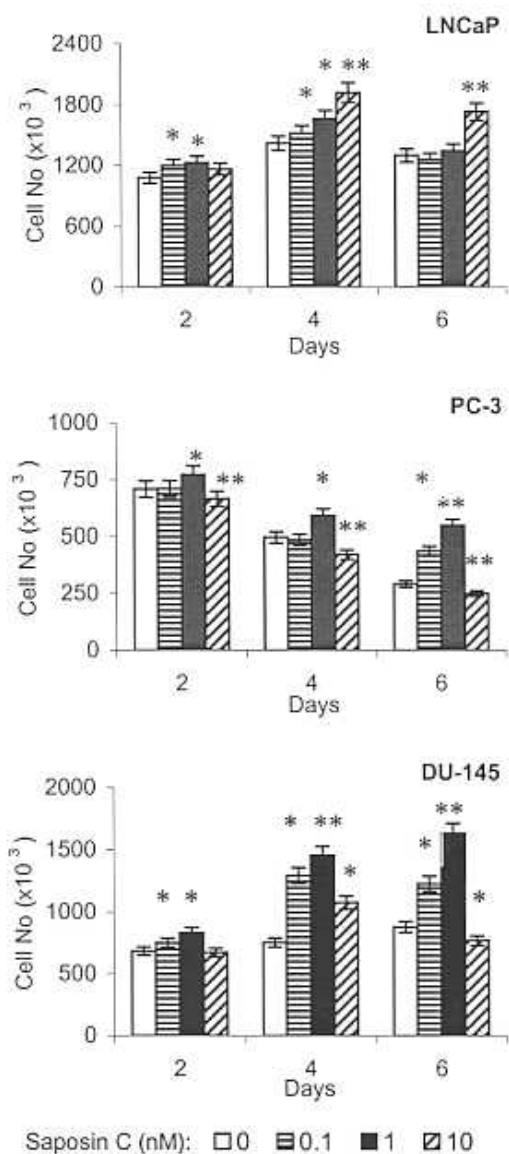 LNCaP
Cell No (x10³)
2400
* **
*
**
1800
* *
1200
600
0
2 4 6
Days
PC-3
Cell No (x10³)
1000
* * *
** **
750
**
500
**
250
0
2 4 6
Days
DU-145
Cell No (x10³)
2000
* ** **
1500
* * * * *
1000
500
0
2 4 6
Days
Saposin C (nM): 0 0.1 1 10